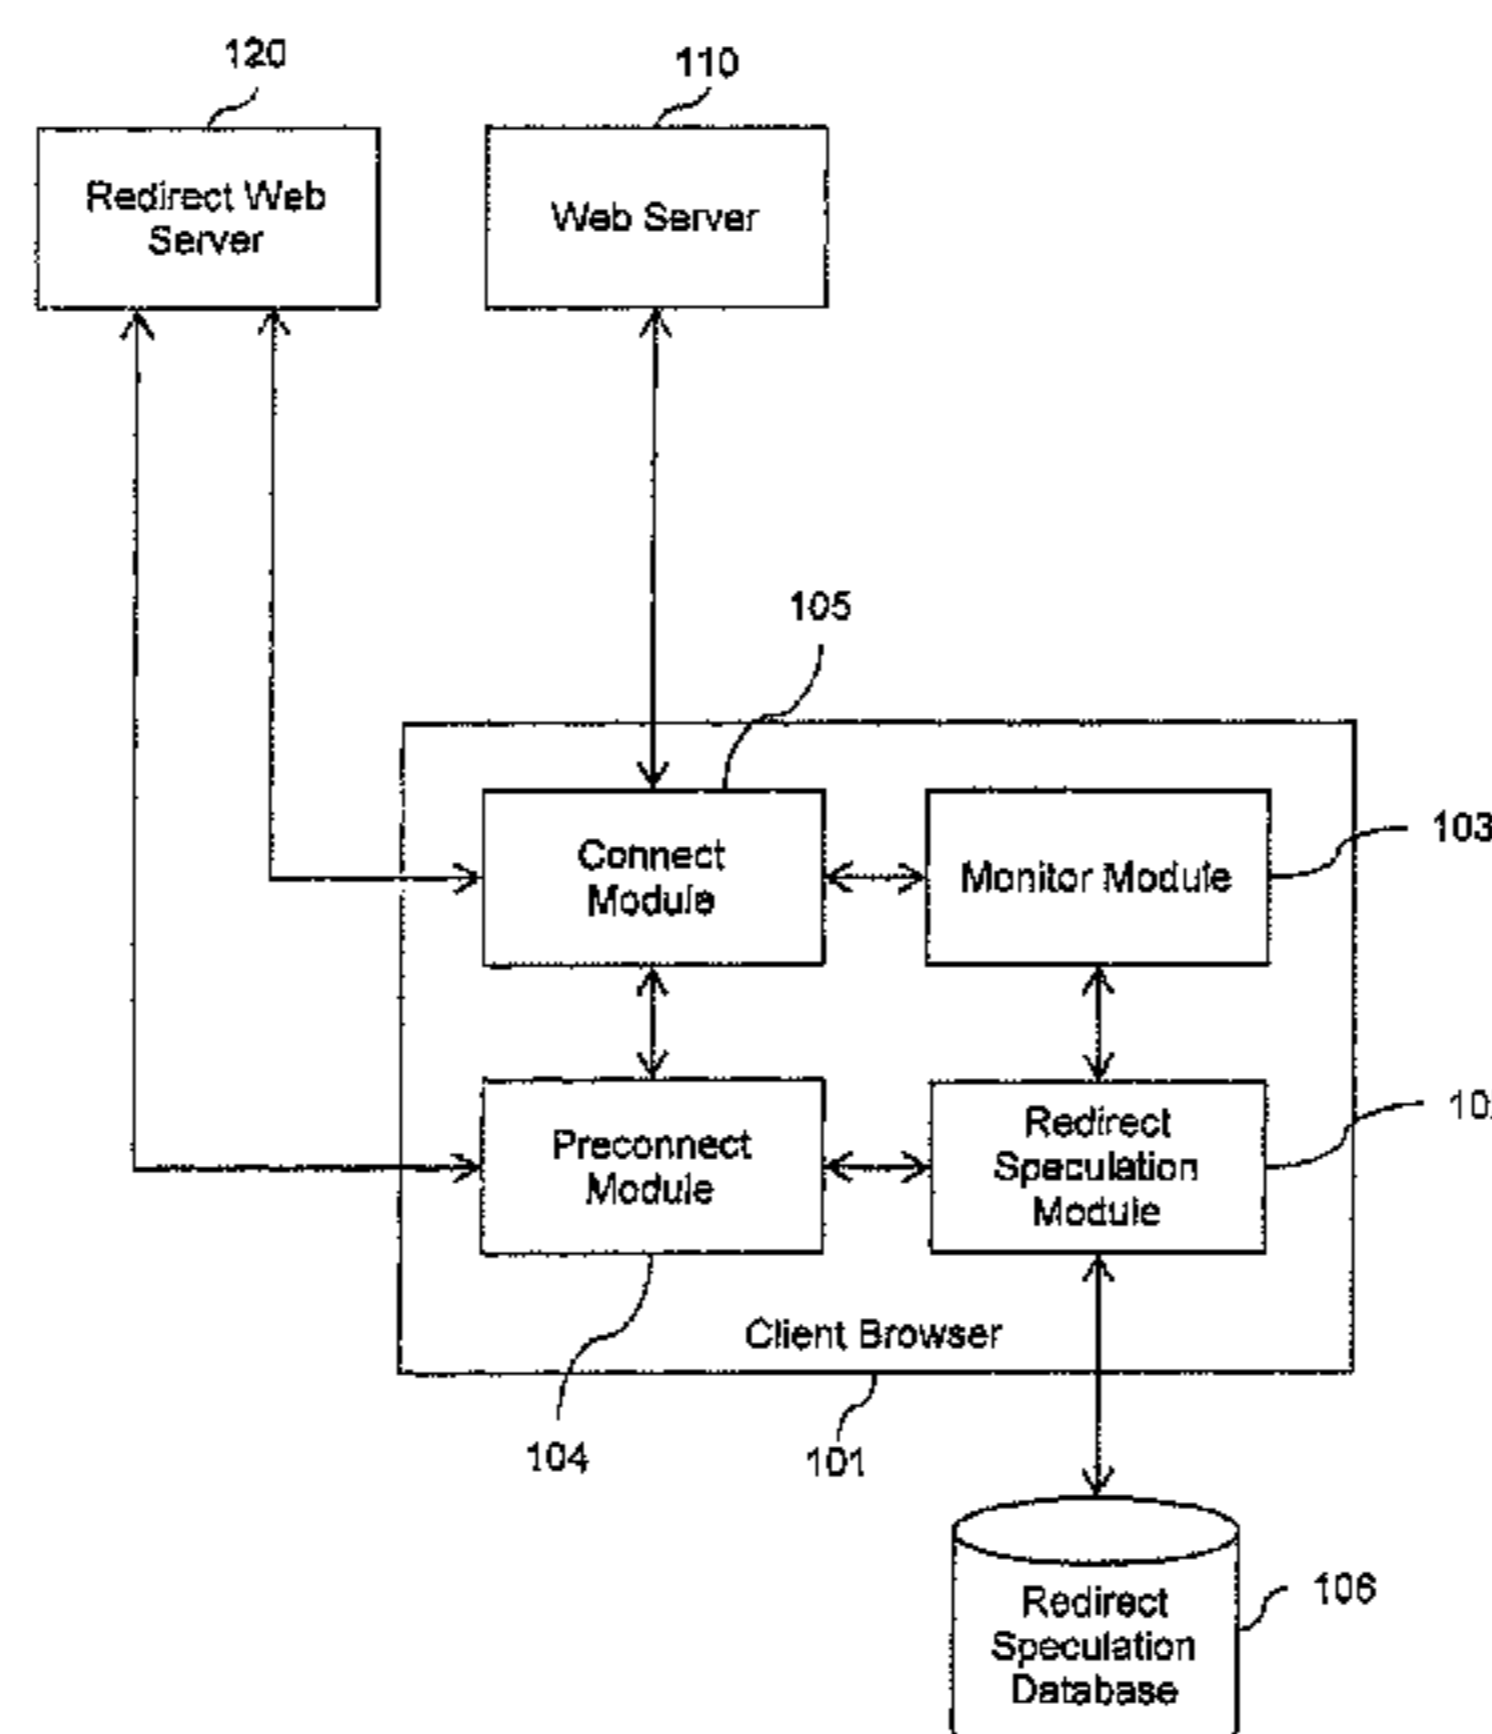 120
110
Redirect Web
Server
Web Server
105
Connect
Module
Monitor Module
103
Preconnect
Module
Redirect
Speculation
Module
Client Browser
104
101
Redirect
Speculation
Database
106